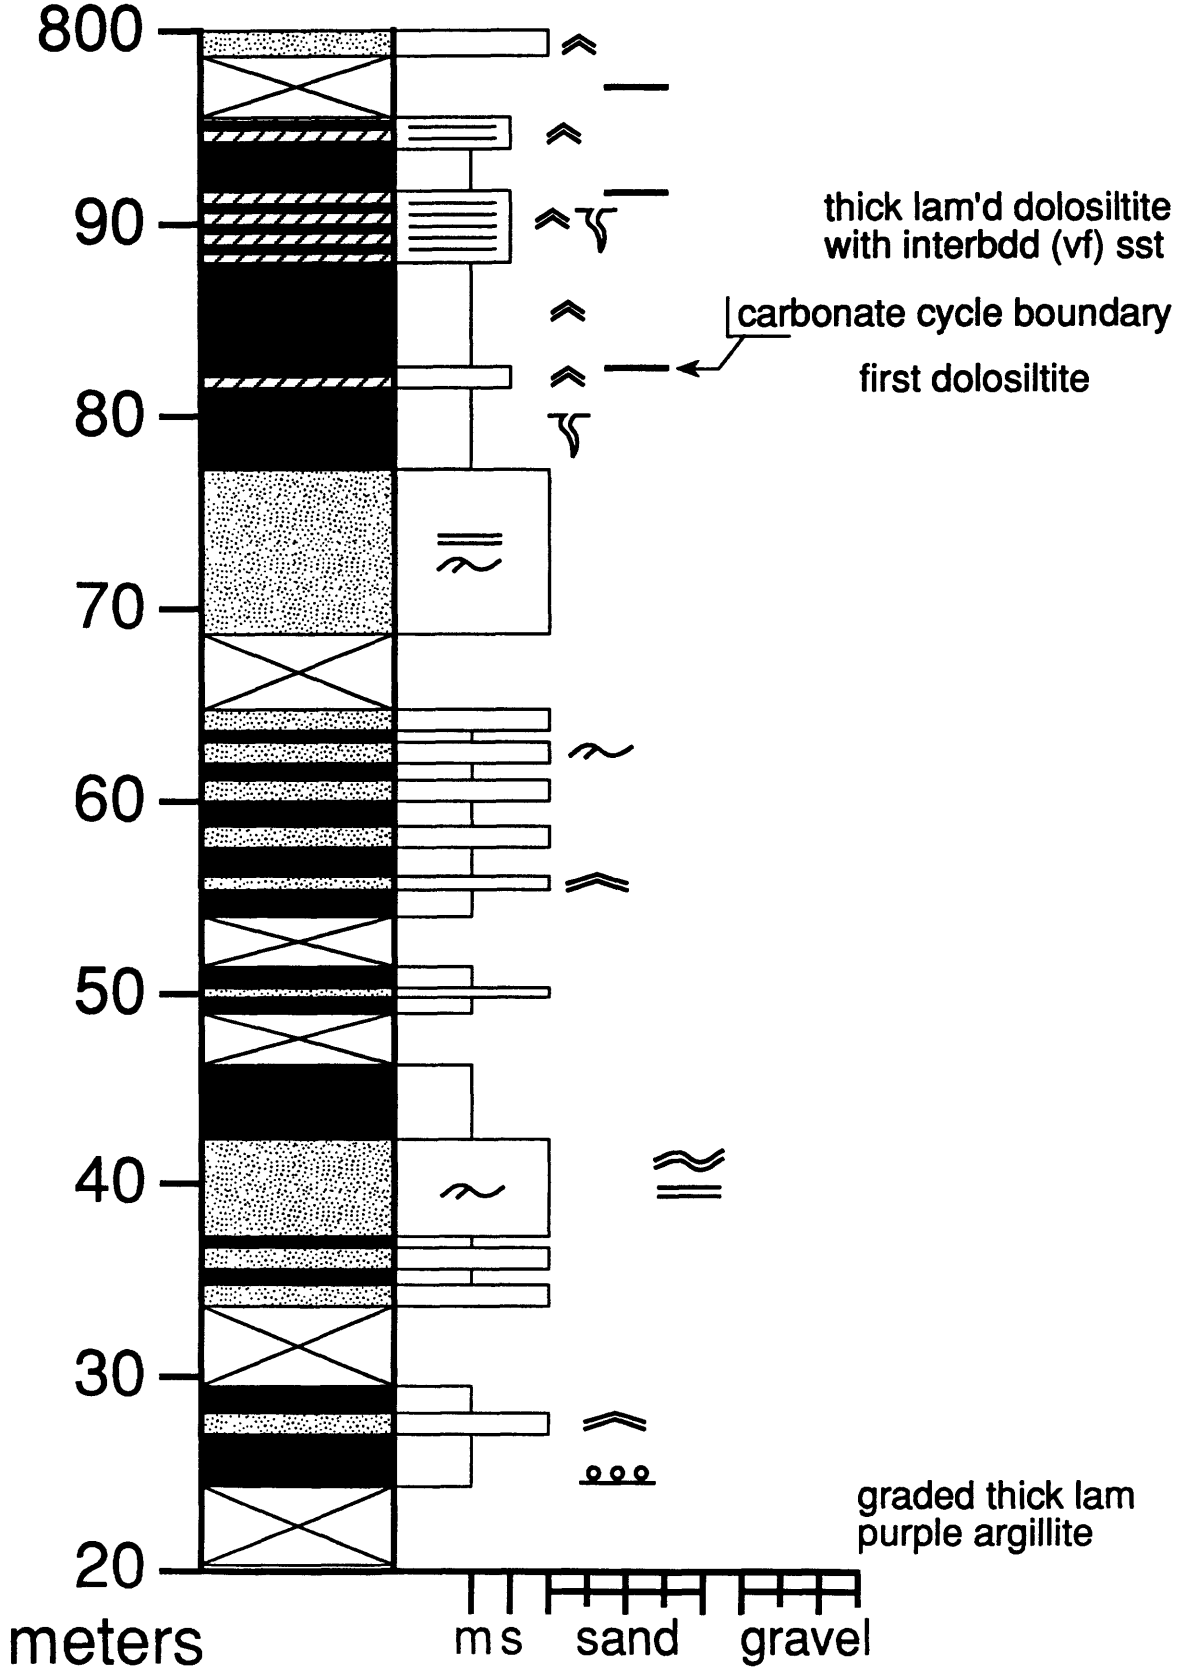 800
90
thick lam'd dolosiltite
with interbdd (vf) sst
carbonate cycle boundary
first dolosiltite
80
70
60
50
40
30
graded thick lam
purple argillite
20
meters
m s sand gravel